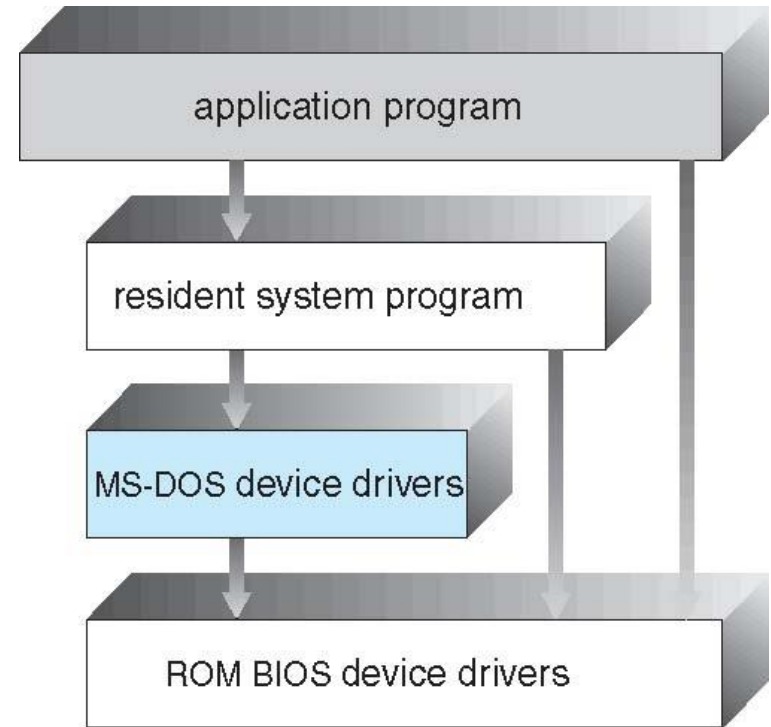 application program
resident system program
MS-DOS device drivers
ROM BIOS device drivers